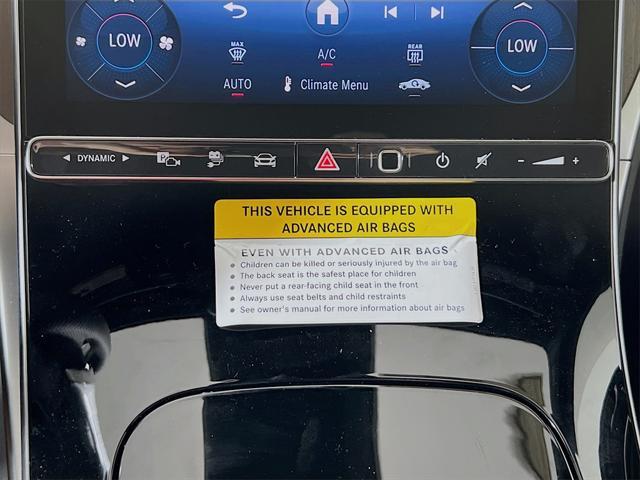 LOW
LOW
MAX
A/C
REAR
AUTO
Climate Menu
DYNAMIC
P
- +
THIS VEHICLE IS EQUIPPED WITH
ADVANCED AIR BAGS
EVEN WITH ADVANCED AIR BAGS
• Children can be killed or seriously injured by the air bag
• The back seat is the safest place for children
• Never put a rear-facing child seat in the front
• Always use seat belts and child restraints
• See owner's manual for more information about air bags